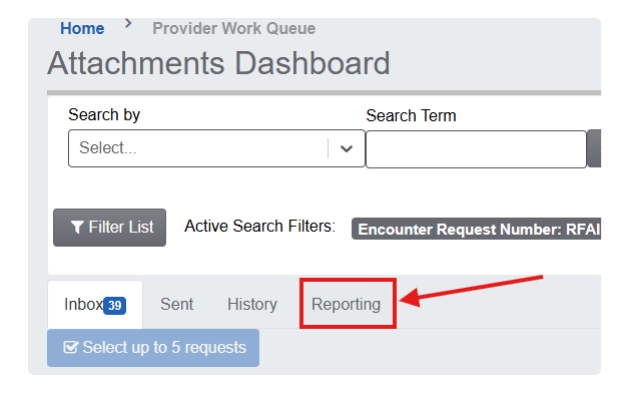 Home > Provider Work Queue
Attachments Dashboard
Search by Search Term
Select...
Filter List Active Search Filters: Encounter Request Number: RFAI
Inbox 39 Sent History Reporting
Select up to 5 requests